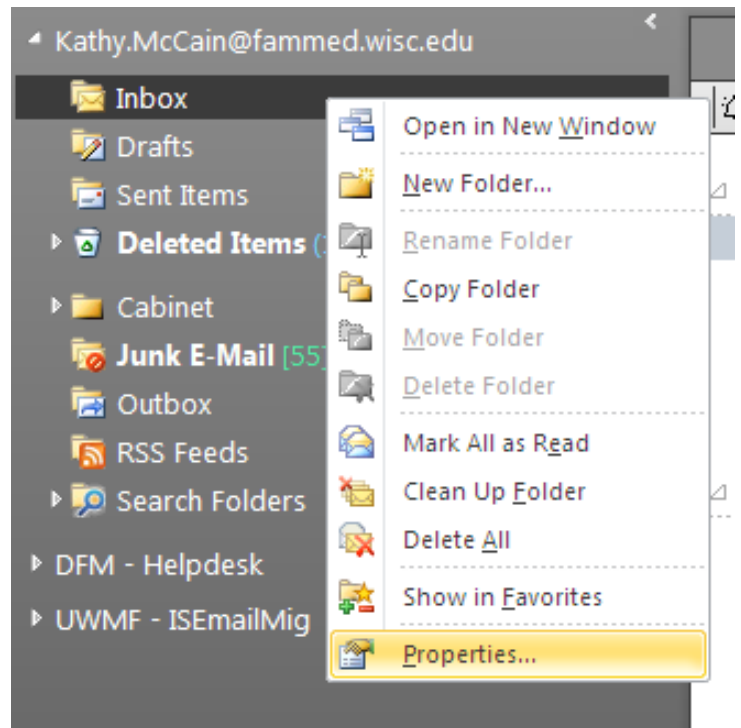 Kathy.McCain@fammed.wisc.edu
Inbox
Drafts
Sent Items
Deleted Items
Cabinet
Junk E-Mail [55]
Outbox
RSS Feeds
Search Folders
DFM - Helpdesk
UWMF - ISEmailMig
Open in New Window
New Folder...
Rename Folder
Copy Folder
Move Folder
Delete Folder
Mark All as Read
Clean Up Folder
Delete All
Show in Favorites
Properties...